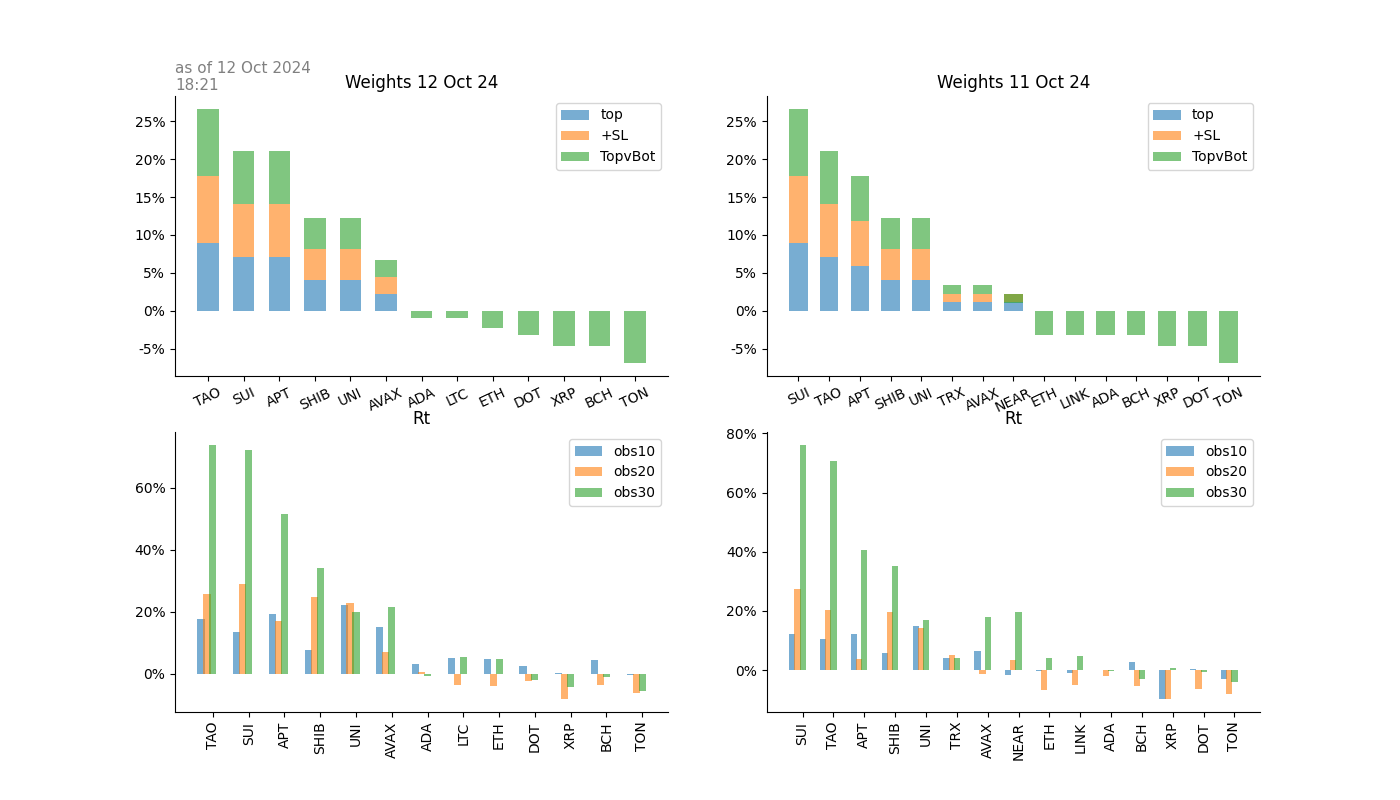 as of 12 Oct 2024
18:21
Weights 12 Oct 24
25%
20%
15%
10%
5%
0%
-5%
top
+SL
TopvBot
TAO SUI APT SHIB UNI AVAX ADA LTC ETH DOT XRP BCH TON
Weights 11 Oct 24
25%
20%
15%
10%
5%
0%
-5%
top
+SL
TopvBot
SUI TAO APT SHIB UNI TRX AVAX NEAR ETH LINK ADA BCH XRP DOT TON
Rt
60%
40%
20%
0%
obs10
obs20
obs30
TAO SUI APT SHIB UNI AVAX ADA LTC ETH DOT XRP BCH TON
Rt
80%
60%
40%
20%
0%
obs10
obs20
obs30
SUI TAO APT SHIB UNI TRX AVAX NEAR ETH LINK ADA BCH XRP DOT TON